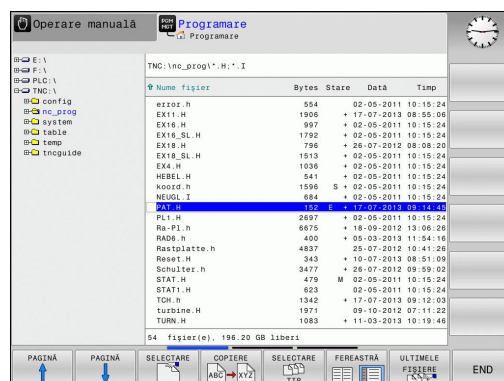 Operare manuală
PGM MGT
Programare
Programare
E:\
F:\
PLC:\
TNC:\
config
nc_prog
system
table
temp
tncguide
TNC:\nc_prog\*.H;*.I
Nume fişier Bytes Stare Dată Timp
error.h 554 02-05-2011 10:15:24
EX11.H 1906 + 17-07-2013 08:55:06
EX16.H 997 + 02-05-2011 10:15:24
EX16_SL.H 1792 + 02-05-2011 10:15:24
EX18.H 796 + 26-07-2012 08:08:20
EX18_SL.H 1513 + 02-05-2011 10:15:24
EX4.H 1036 + 02-05-2011 10:15:24
HEBEL.H 541 + 02-05-2011 10:15:24
koord.h 1596 S + 02-05-2011 10:15:24
NEUGL.I 684 + 02-05-2011 10:15:24
PAT.H 152 E + 17-07-2013 09:14:45
PL1.H 2697 + 02-05-2011 10:15:24
Ra-Pl.h 6675 + 18-09-2012 13:06:26
RAD6.h 400 + 05-03-2013 11:54:16
Rastplatte.h 4837 25-07-2012 10:41:26
Reset.H 343 + 10-07-2013 08:51:09
Schulter.h 3477 + 26-07-2012 09:59:02
STAT.H 479 M 02-05-2011 10:15:24
STAT1.H 623 02-05-2011 10:15:24
TCH.h 1342 + 17-07-2013 09:12:03
turbine.H 1971 09-10-2012 07:11:22
TURN.H 1083 + 11-03-2013 10:19:46
54 fişier(e), 196.20 GB liberi
PAGINĂ
PAGINĂ
SELECTARE
COPIERE
ABC XYZ
SELECTARE
TIP
FEREASTRĂ
ULTIMELE
FIŞIERE
END